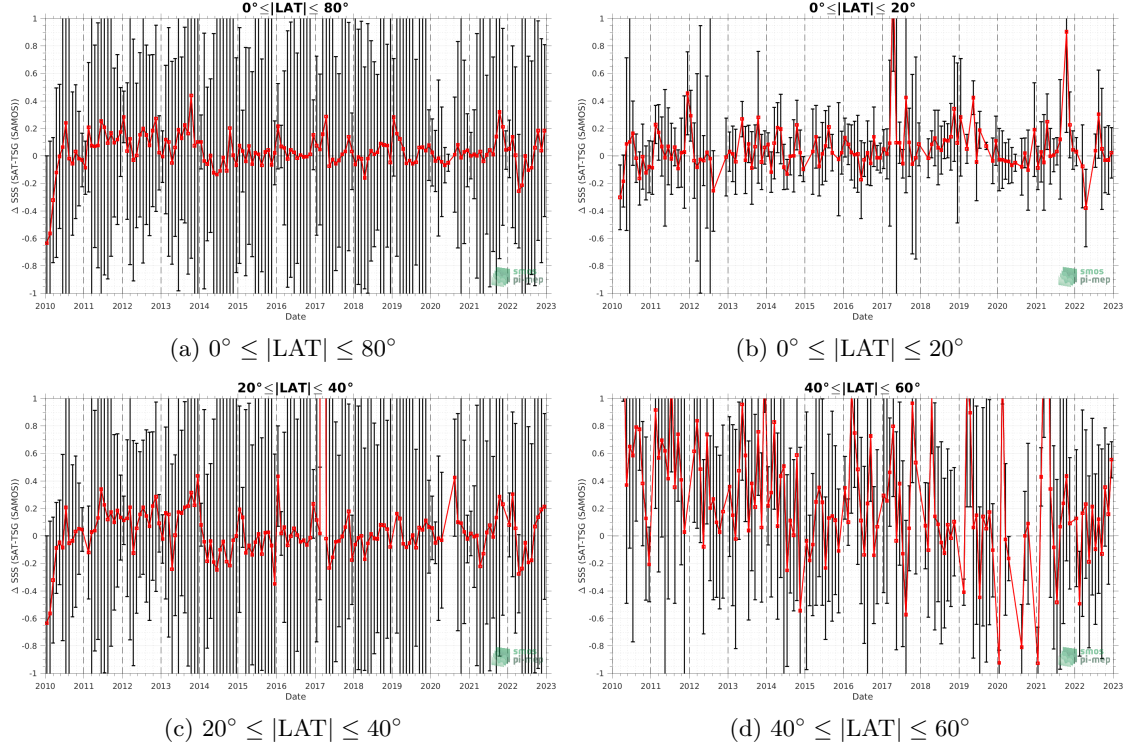 0°≤|LAT|≤ 80°
Δ SSS (SAT-TSG (SAMOS))
1
0.8
0.6
0.4
0.2
0
-0.2
-0.4
-0.6
-0.8
-1
2010 2011 2012 2013 2014 2015 2016 2017 2018 2019 2020 2021 2022 2023
Date
smos
pi-mep
(a) 0° ≤ |LAT| ≤ 80°
0°≤|LAT|≤ 20°
Δ SSS (SAT-TSG (SAMOS))
1
0.8
0.6
0.4
0.2
0
-0.2
-0.4
-0.6
-0.8
-1
2010 2011 2012 2013 2014 2015 2016 2017 2018 2019 2020 2021 2022 2023
Date
smos
pi-mep
(b) 0° ≤ |LAT| ≤ 20°
20°≤|LAT|≤ 40°
Δ SSS (SAT-TSG (SAMOS))
1
0.8
0.6
0.4
0.2
0
-0.2
-0.4
-0.6
-0.8
-1
2010 2011 2012 2013 2014 2015 2016 2017 2018 2019 2020 2021 2022 2023
Date
smos
pi-mep
(c) 20° ≤ |LAT| ≤ 40°
40°≤|LAT|≤ 60°
Δ SSS (SAT-TSG (SAMOS))
1
0.8
0.6
0.4
0.2
0
-0.2
-0.4
-0.6
-0.8
-1
2010 2011 2012 2013 2014 2015 2016 2017 2018 2019 2020 2021 2022 2023
Date
smos
pi-mep
(d) 40° ≤ |LAT| ≤ 60°